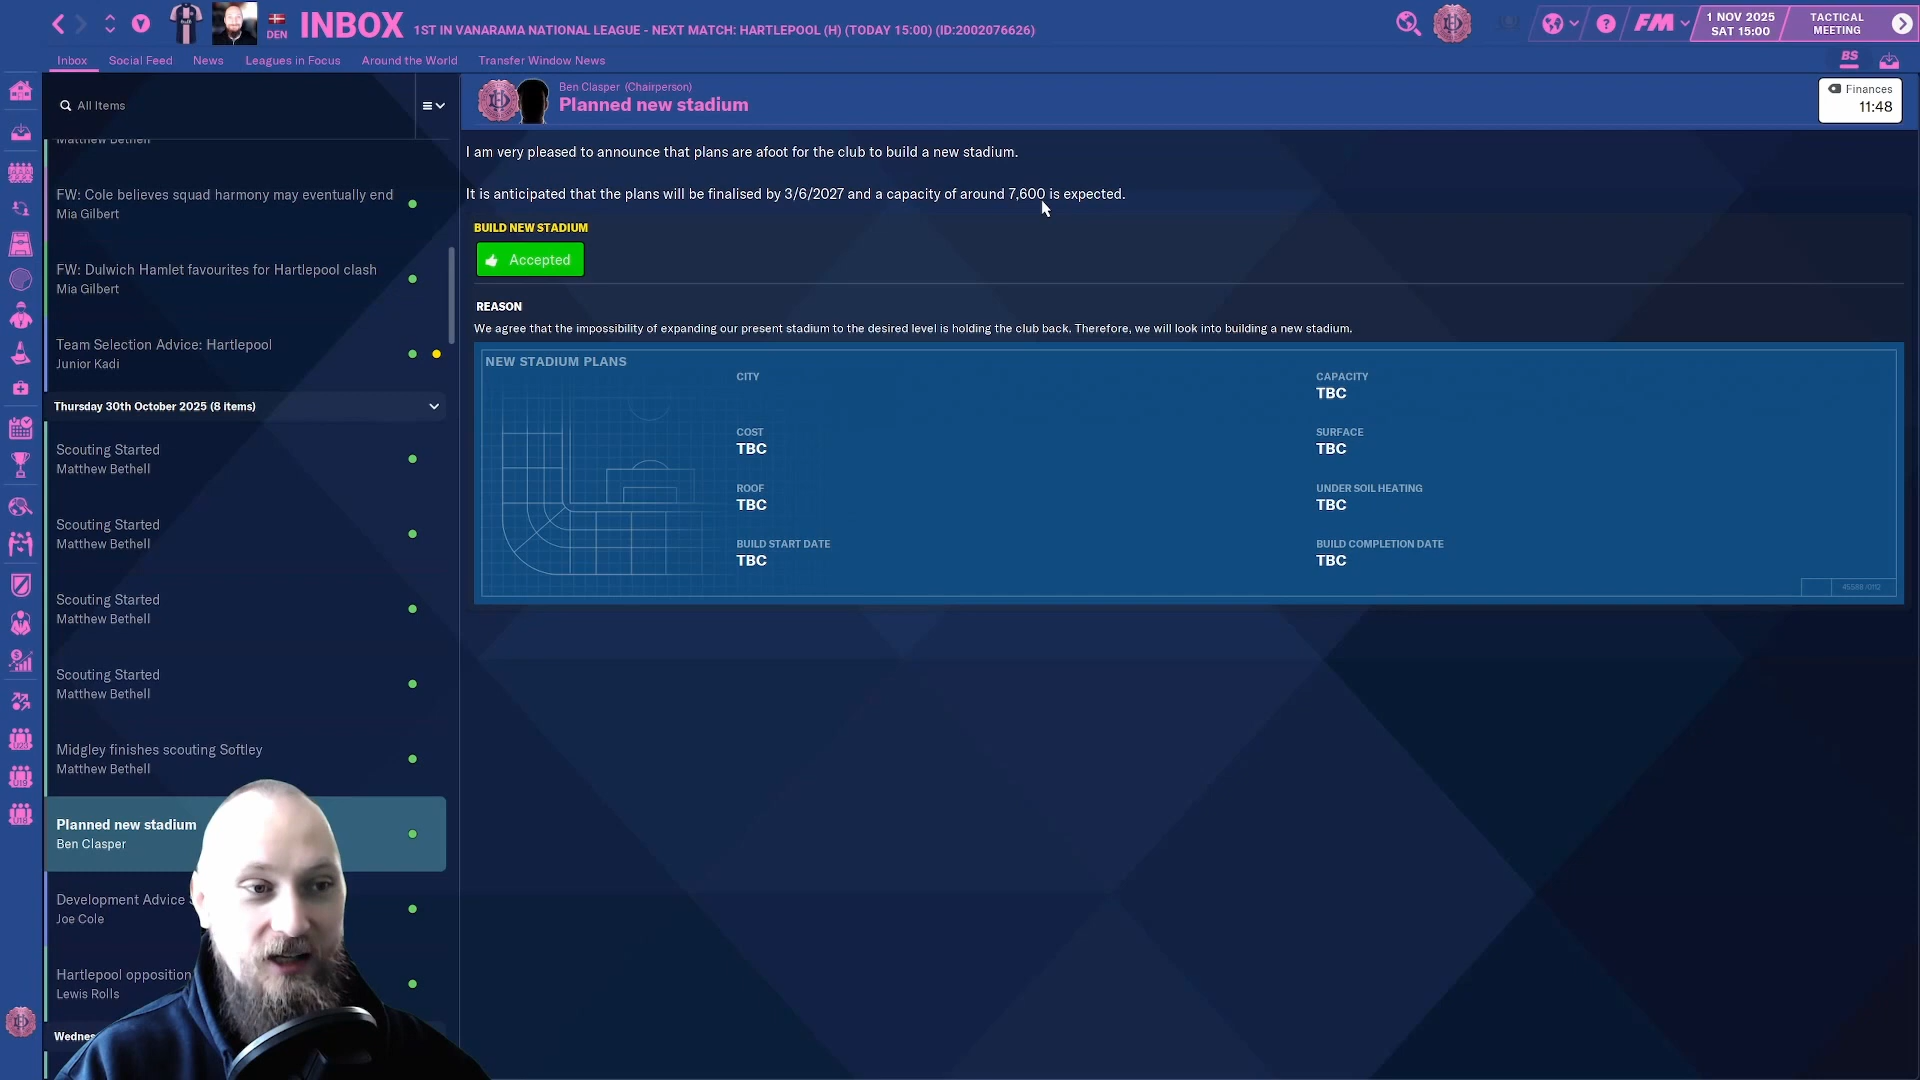 DEN
INBOX
1ST IN VANARAMA NATIONAL LEAGUE - NEXT MATCH: HARTLEPOOL (H) (TODAY 15:00) (ID:2002076626)
FM
1 NOV 2025
SAT 15:00
TACTICAL
MEETING
Inbox
Social Feed
News
Leagues in Focus
Around the World
Transfer Window News
BS
All Items
Ben Clasper (Chairperson)
Planned new stadium
Finances
11:48
Matthew Bethell
FW: Cole believes squad harmony may eventually end
Mia Gilbert
FW: Dulwich Hamlet favourites for Hartlepool clash
Mia Gilbert
Team Selection Advice: Hartlepool
Junior Kadi
Thursday 30th October 2025 (8 items)
Scouting Started
Matthew Bethell
Scouting Started
Matthew Bethell
Scouting Started
Matthew Bethell
Scouting Started
Matthew Bethell
Midgley finishes scouting Softley
Matthew Bethell
Planned new stadium
Ben Clasper
Development Advice
Joe Cole
Hartlepool opposition
Lewis Rolls
Wednes
I am very pleased to announce that plans are afoot for the club to build a new stadium.
It is anticipated that the plans will be finalised by 3/6/2027 and a capacity of around 7,600 is expected.
BUILD NEW STADIUM
Accepted
REASON
We agree that the impossibility of expanding our present stadium to the desired level is holding the club back. Therefore, we will look into building a new stadium.
NEW STADIUM PLANS
CITY
CAPACITY
TBC
COST
TBC
SURFACE
TBC
ROOF
TBC
UNDER SOIL HEATING
TBC
BUILD START DATE
TBC
BUILD COMPLETION DATE
TBC